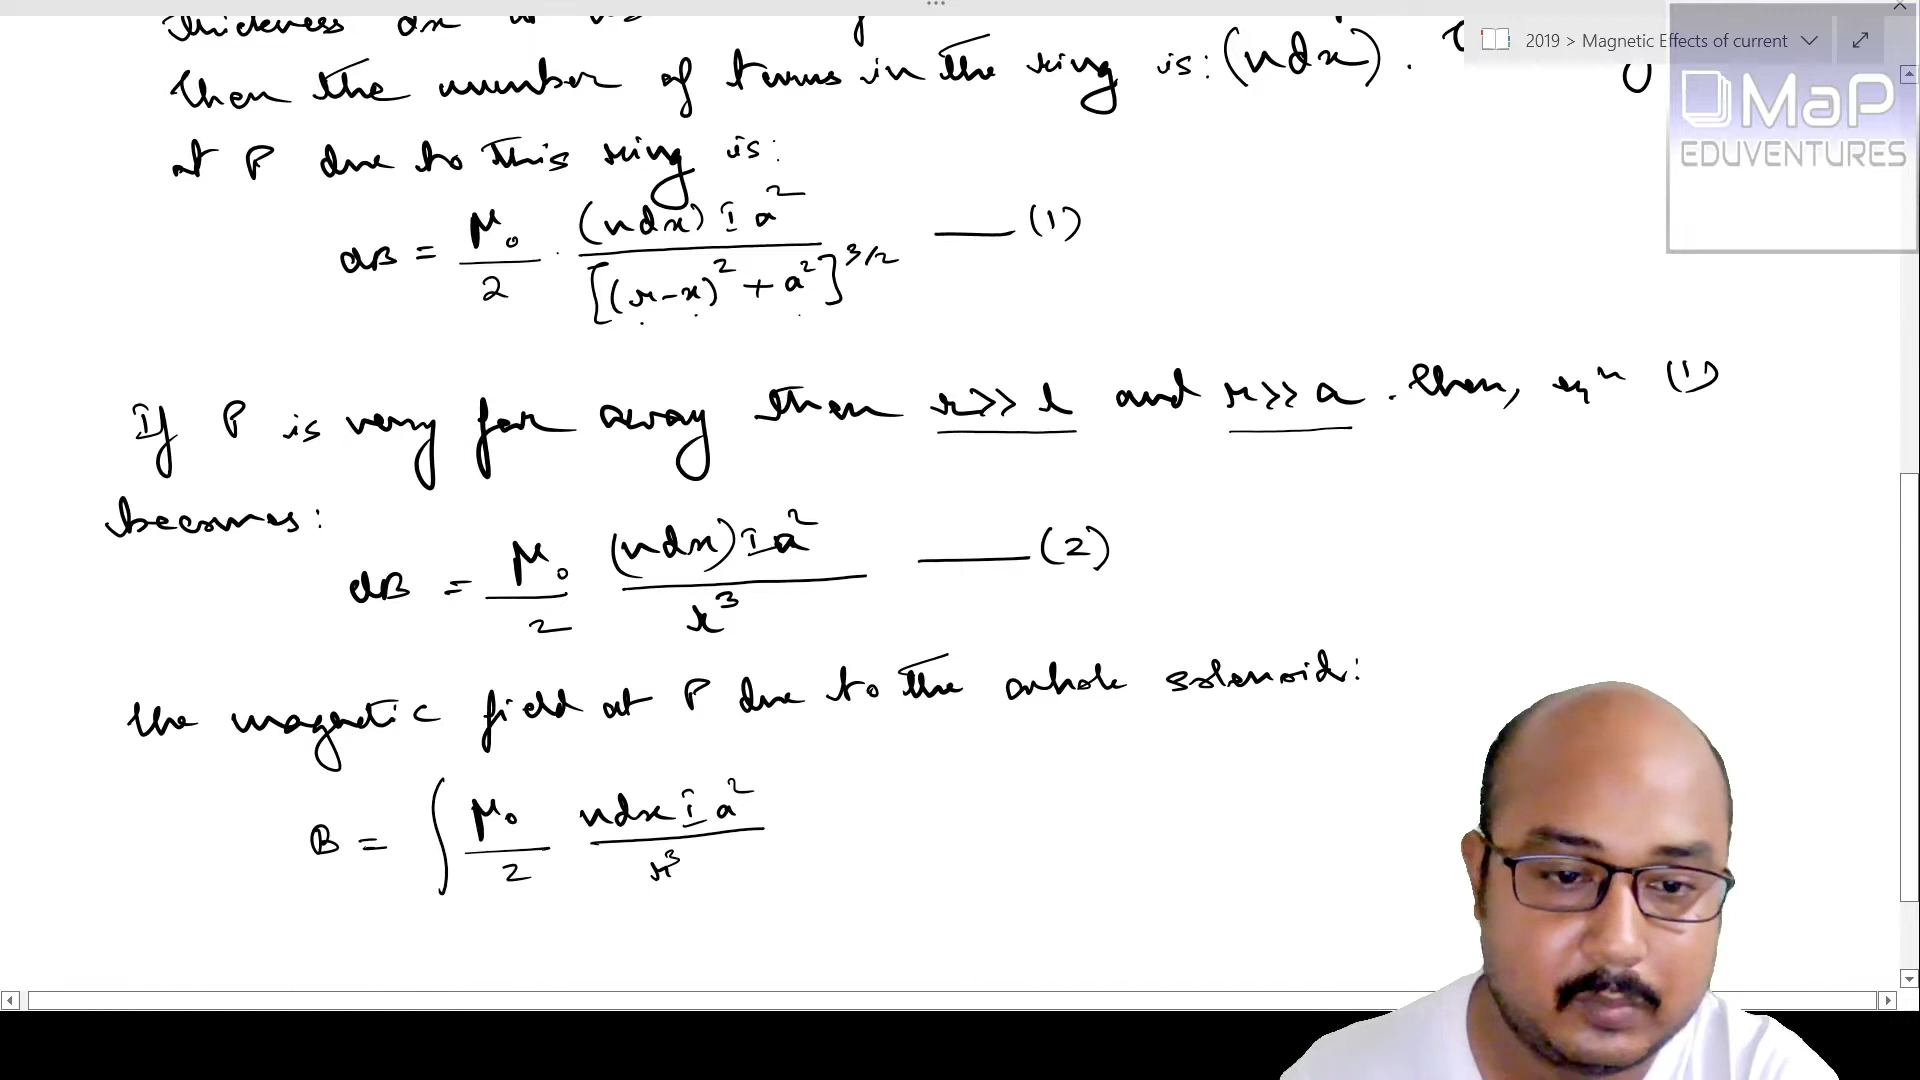 2019 > Magnetic Effects of current
MaP
EDUVENTURES
thickness dx
Then the number of turns in the ring is: (ndx).
at P due to this ring is:
dB = μ₀/2 · (ndx) I a² / [(r-x)² + a²]^3/2 —— (1)
If P is very far away then r>> l and r>> a. Then, eqⁿ (1)
becomes:
dB = μ₀/2 (ndx) I a² / r³ —— (2)
The magnetic field at P due to the whole solenoid:
B = ∫ μ₀/2 ndx I a² / r³